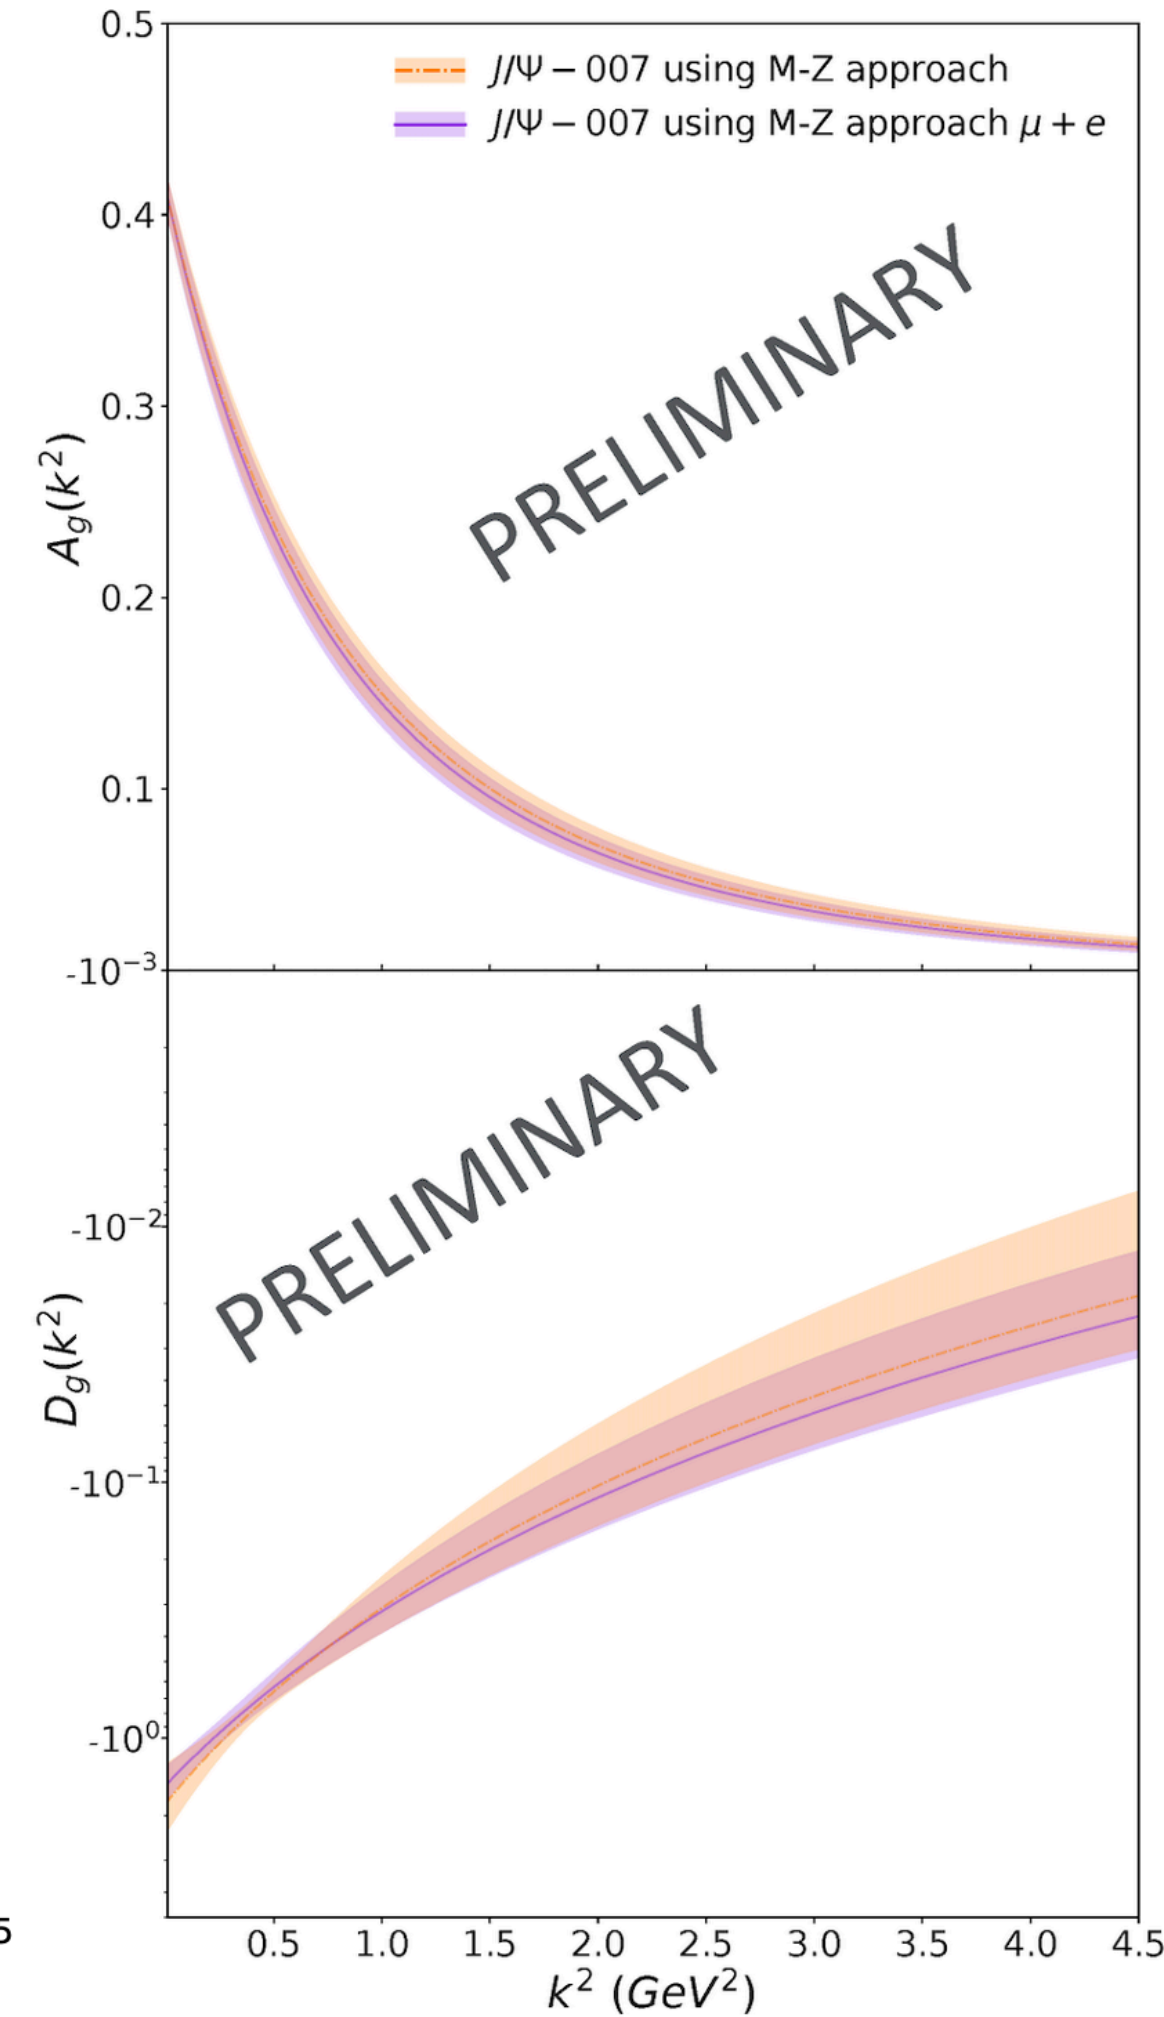 0.5
J/Ψ − 007 using M-Z approach
J/Ψ − 007 using M-Z approach μ + e
0.4
PRELIMINARY
0.3
A_g(k²)
0.2
0.1
-10⁻³
PRELIMINARY
-10⁻²
D_g(k²)
-10⁻¹
-10⁰
5
0.5 1.0 1.5 2.0 2.5 3.0 3.5 4.0 4.5
k² (GeV²)